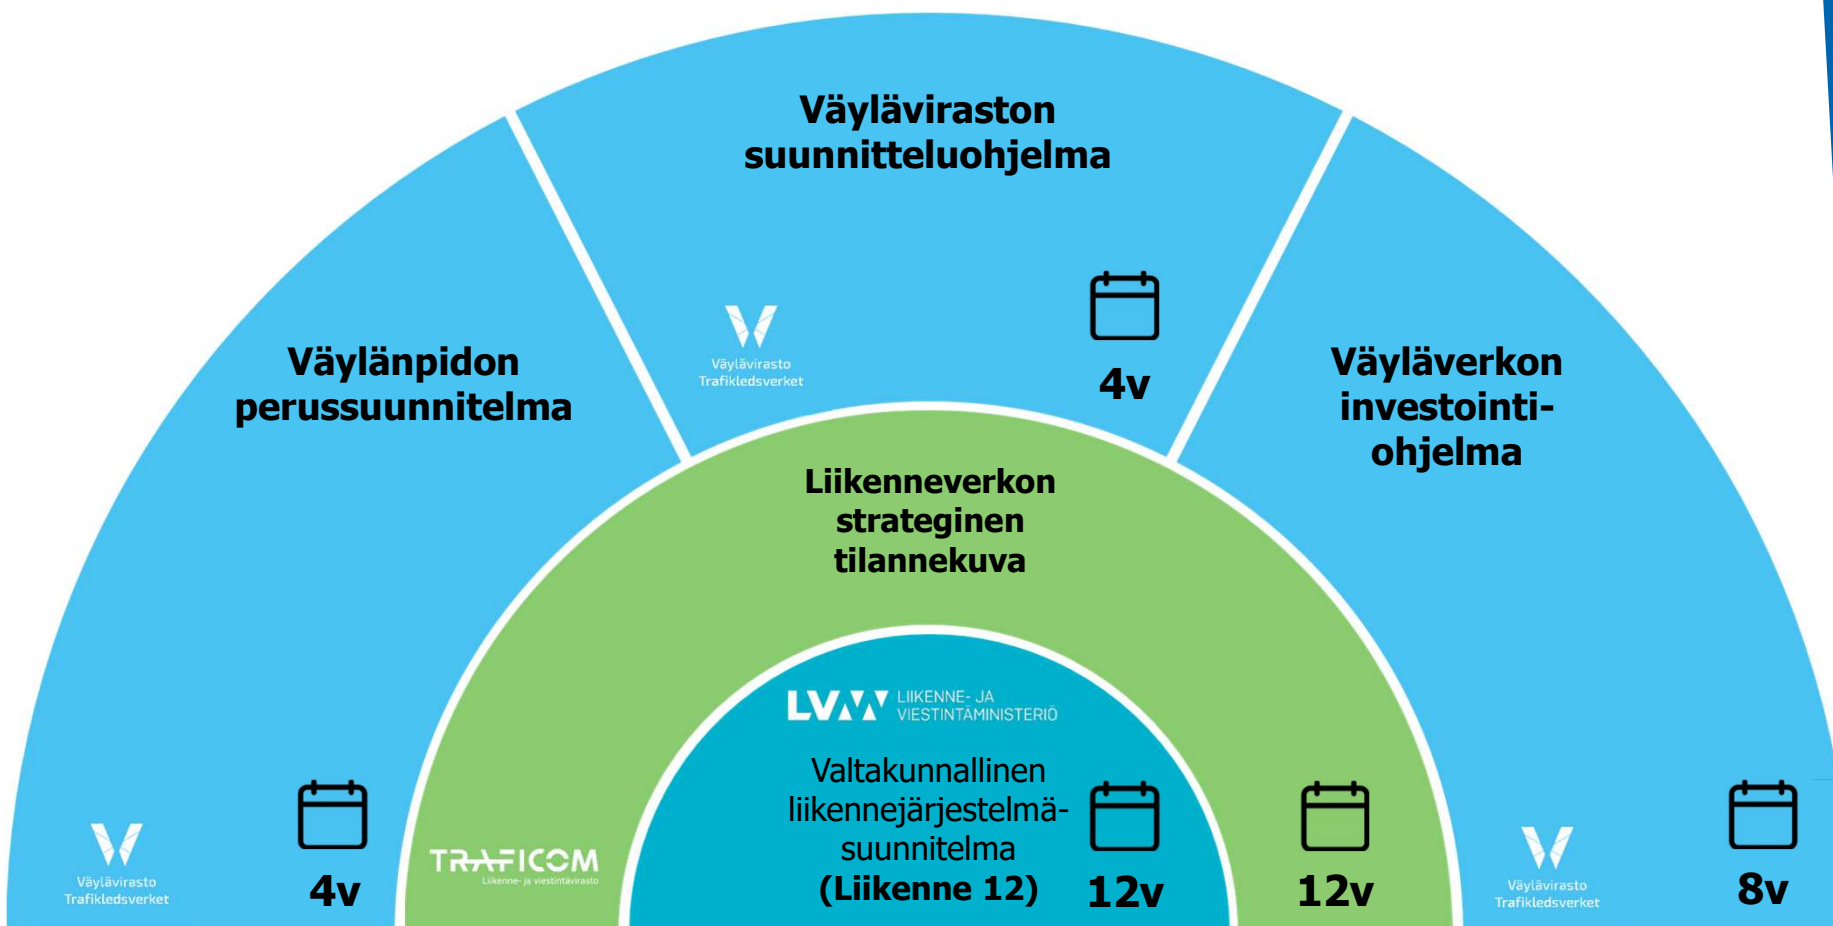 Väyläviraston
suunnitteluohjelma
Väylävirasto
Trafikledsverket
4v
Väylänpidon
perussuunnitelma
Väylävirasto
Trafikledsverket
4v
Väyläverkon
investointi-
ohjelma
Väylävirasto
Trafikledsverket
8v
Liikenneverkon
strateginen
tilannekuva
TRAFICOM
Liikenne- ja viestintävirasto
12v
LVM LIIKENNE- JA
VIESTINTÄMINISTERIÖ
Valtakunnallinen
liikennejärjestelmä-
suunnitelma
(Liikenne 12)
12v